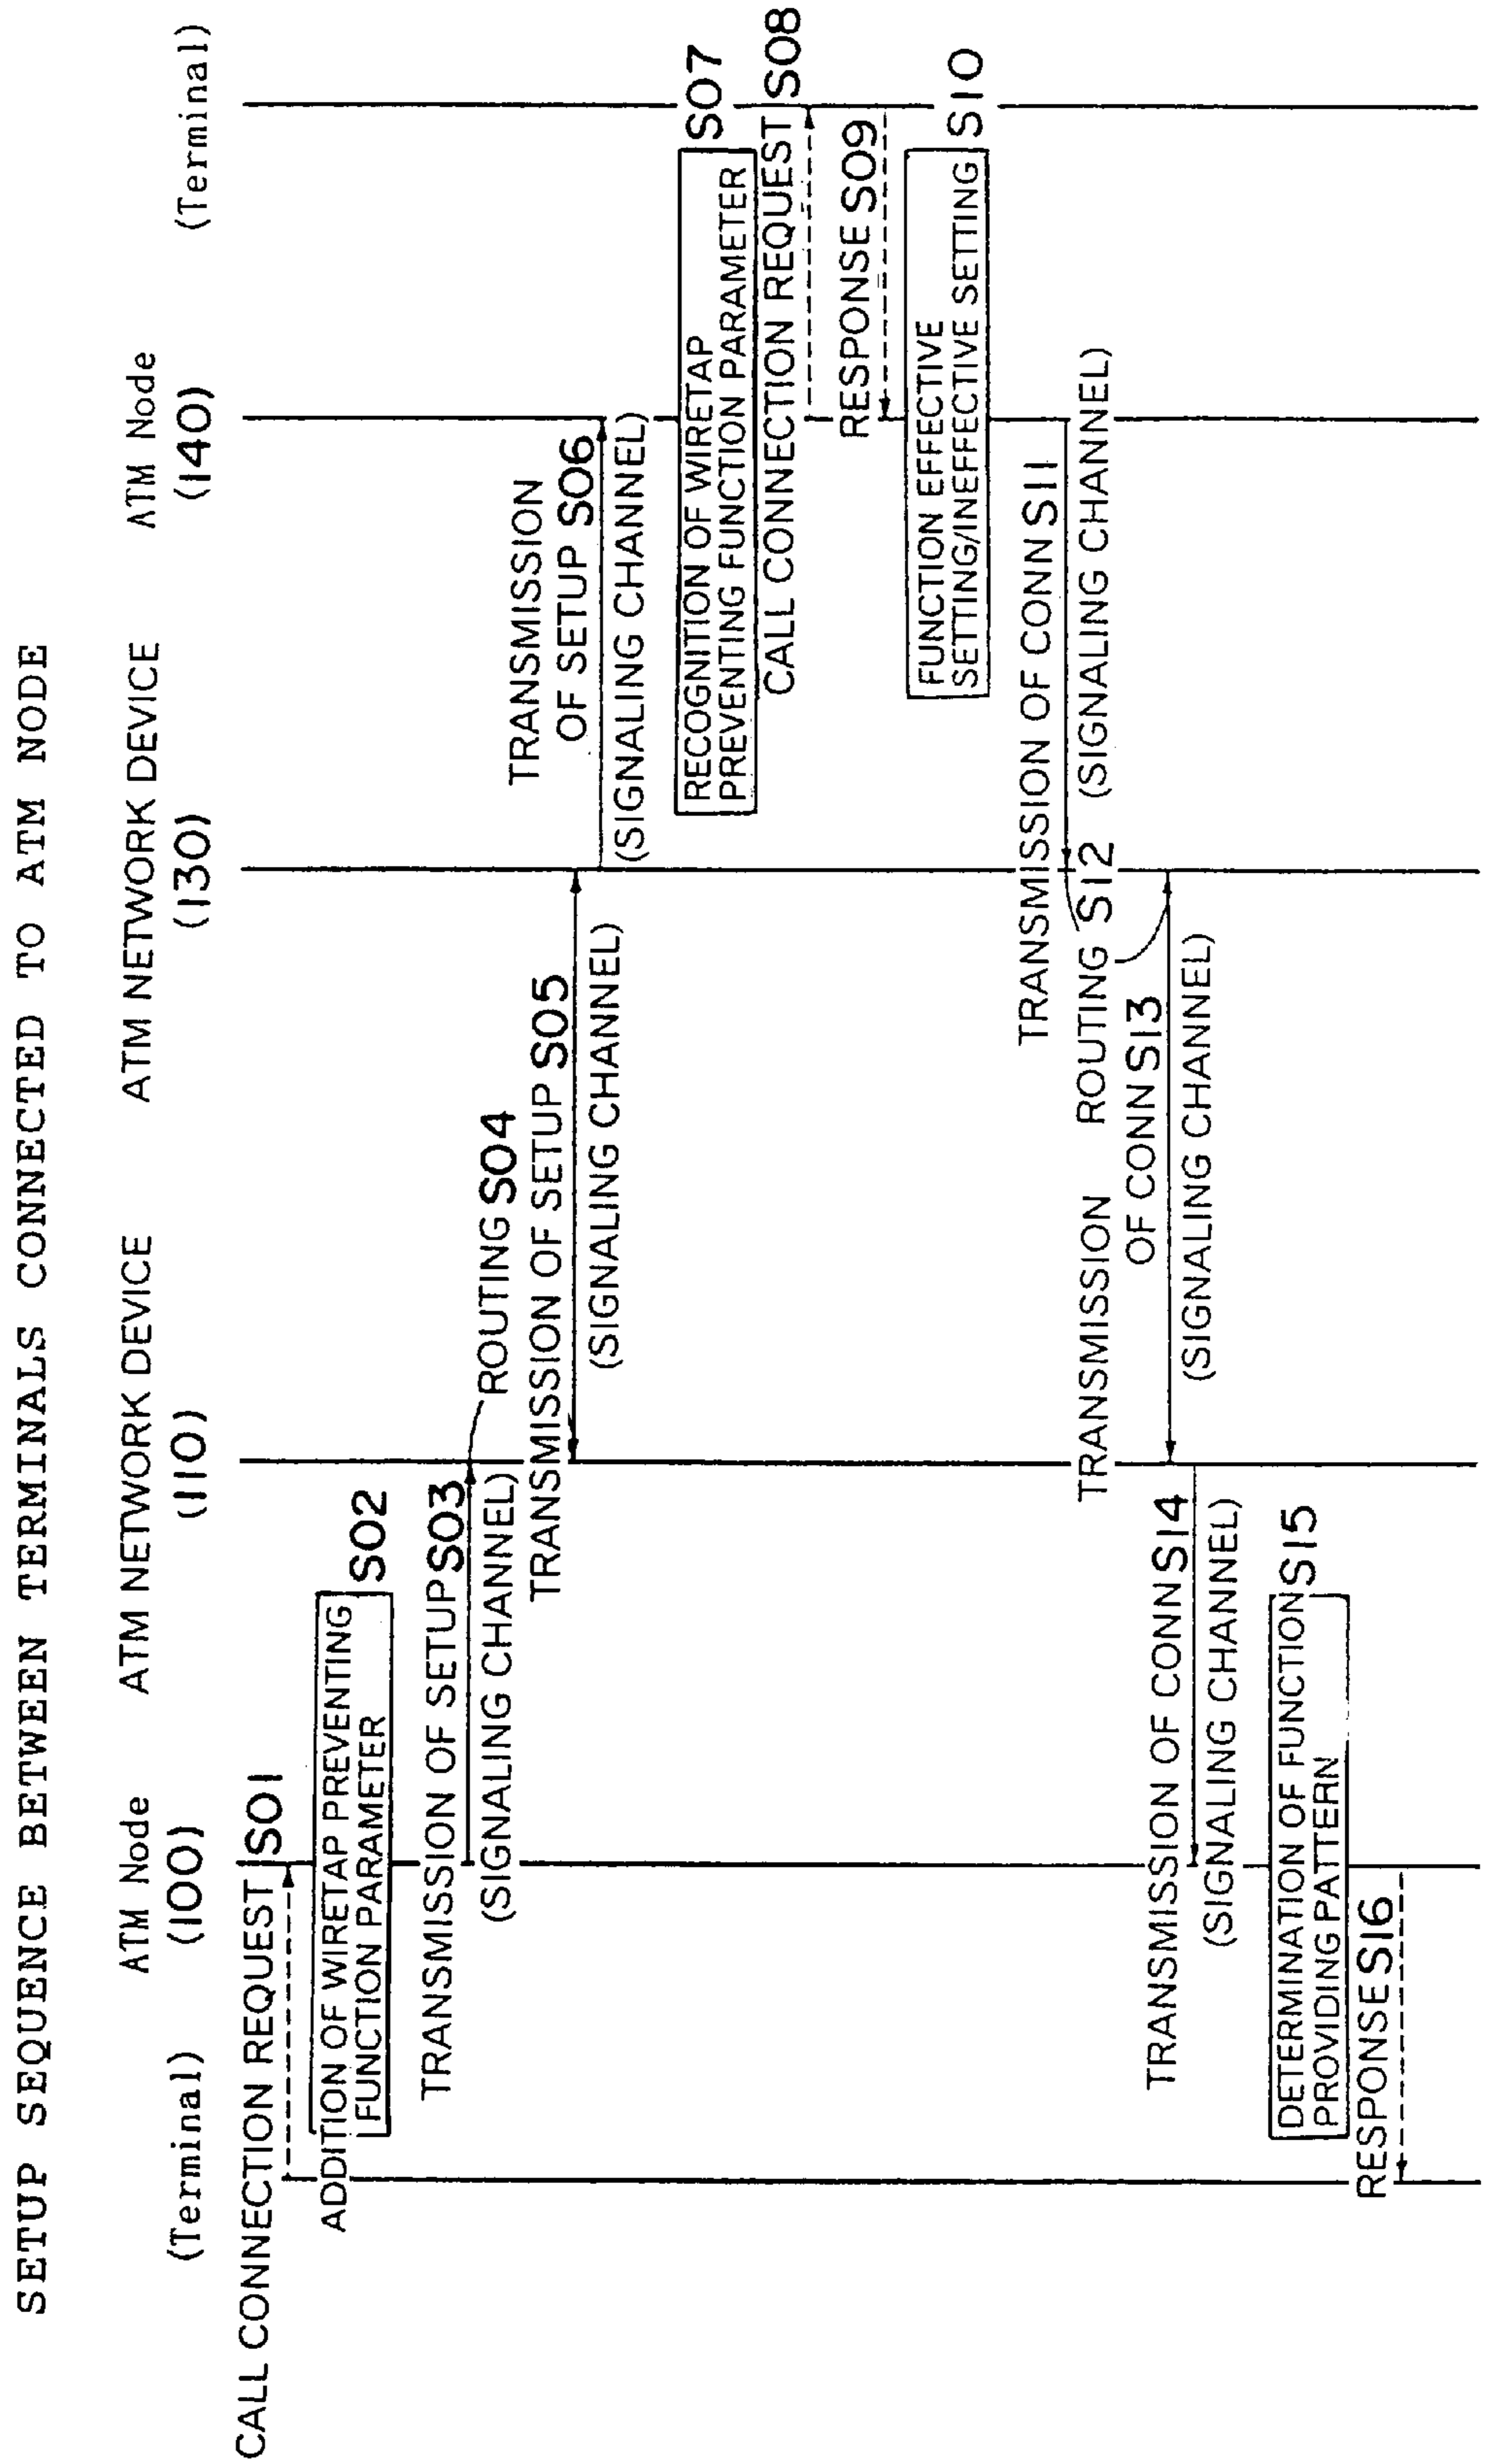 SETUP SEQUENCE BETWEEN TERMINALS CONNECTED TO ATM NODE
(Terminal)
ATM Node
(100)
ATM NETWORK DEVICE
(110)
ATM NETWORK DEVICE
(130)
ATM Node
(140)
(Terminal)
CALL CONNECTION REQUEST S01
ADDITION OF WIRETAP PREVENTING
FUNCTION PARAMETER
S02
TRANSMISSION OF SETUP S03
(SIGNALING CHANNEL)
ROUTING S04
TRANSMISSION OF SETUP S05
(SIGNALING CHANNEL)
TRANSMISSION
OF SETUP S06
(SIGNALING CHANNEL)
RECOGNITION OF WIRETAP
PREVENTING FUNCTION PARAMETER
S07
CALL CONNECTION REQUEST S08
RESPONSE S09
FUNCTION EFFECTIVE
SETTING/INEFFECTIVE SETTING
S10
TRANSMISSION OF CONN S11
(SIGNALING CHANNEL)
ROUTING S12
TRANSMISSION
OF CONN S13
(SIGNALING CHANNEL)
TRANSMISSION OF CONN S14
(SIGNALING CHANNEL)
DETERMINATION OF FUNCTION
PROVIDING PATTERN
S15
RESPONSE S16